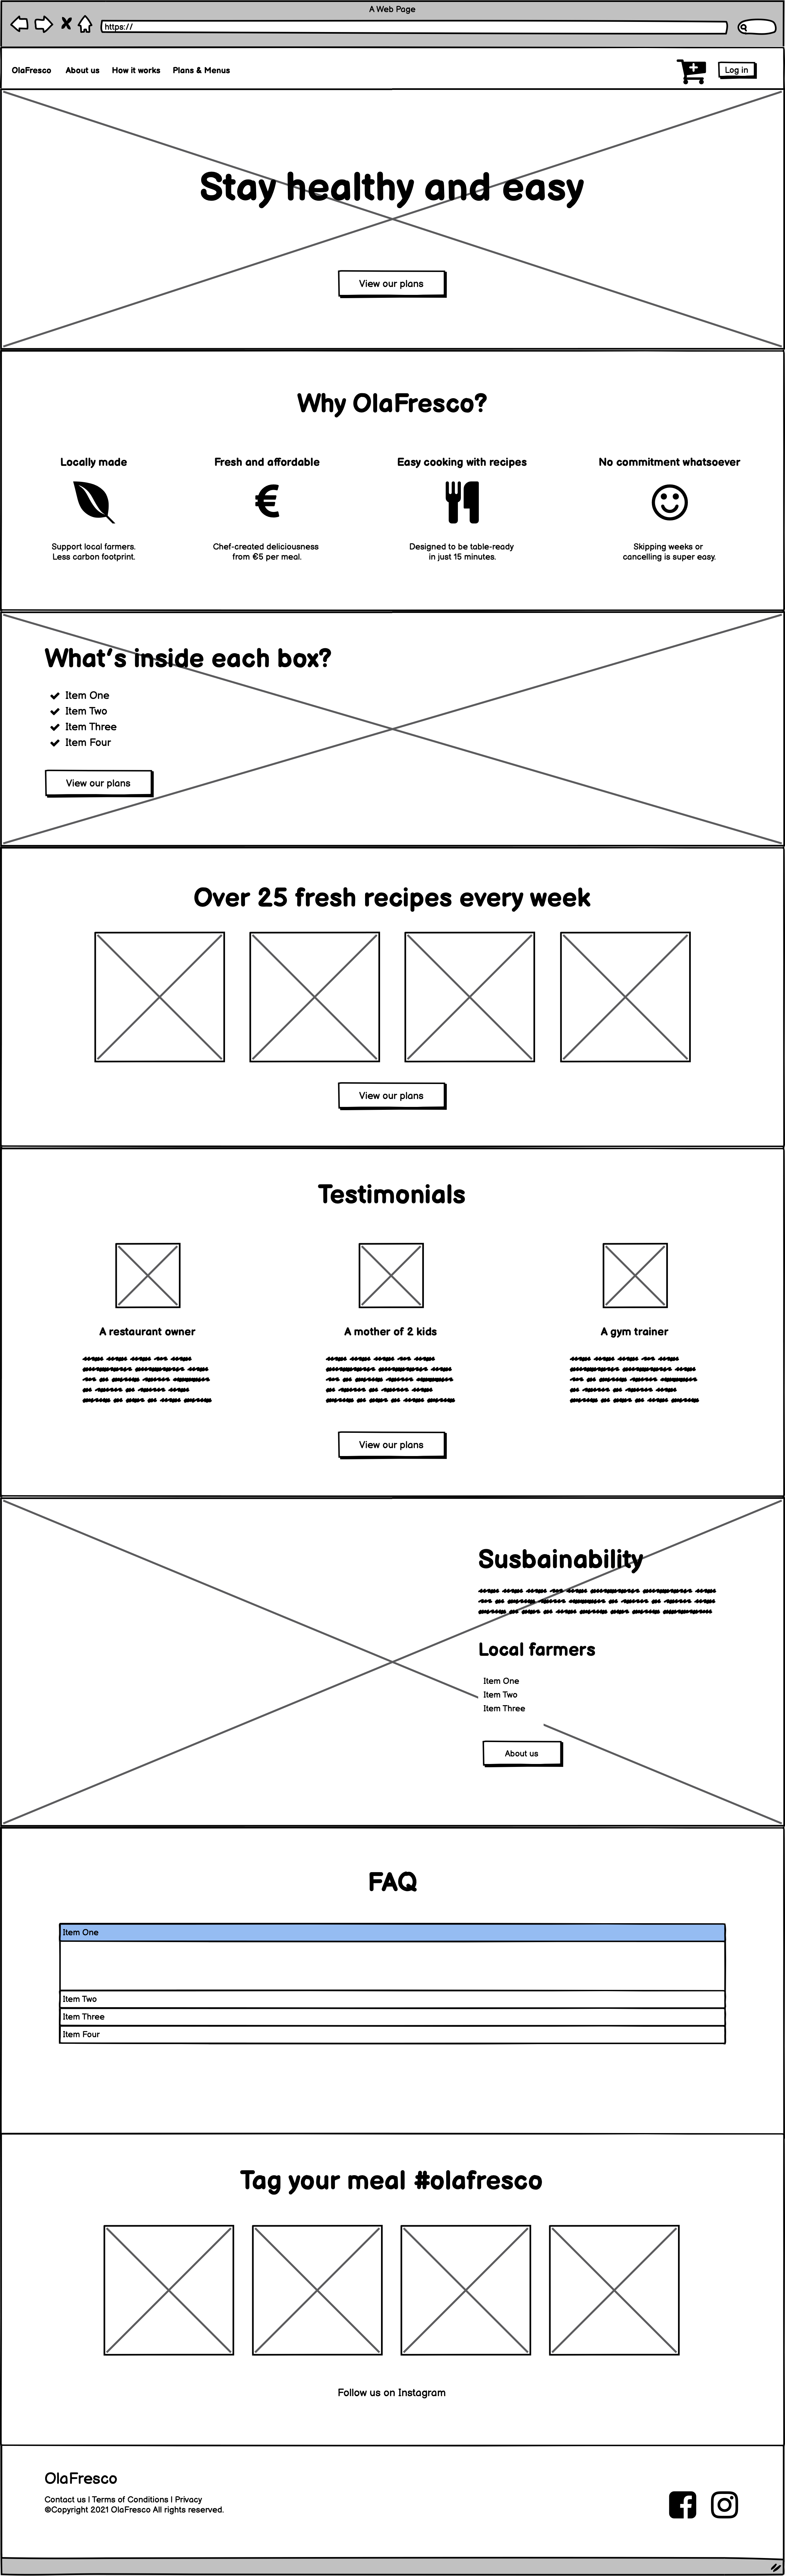 A Web Page
https://
OlaFresco About us How it works Plans & Menus Log in
Stay healthy and easy
View our plans
Why OlaFresco?
Locally made
Support local farmers.
Less carbon footprint.
Fresh and affordable
€
Chef-created deliciousness
from €5 per meal.
Easy cooking with recipes
Designed to be table-ready
in just 15 minutes.
No commitment whatsoever
Skipping weeks or
cancelling is super easy.
What's inside each box?
Item One
Item Two
Item Three
Item Four
View our plans
Over 25 fresh recipes every week
View our plans
Testimonials
A restaurant owner
A mother of 2 kids
A gym trainer
View our plans
Susbainability
Local farmers
Item One
Item Two
Item Three
About us
FAQ
Item One
Item Two
Item Three
Item Four
Tag your meal #olafresco
Follow us on Instagram
OlaFresco
Contact us I Terms of Conditions I Privacy
©Copyright 2021 OlaFresco All rights reserved.